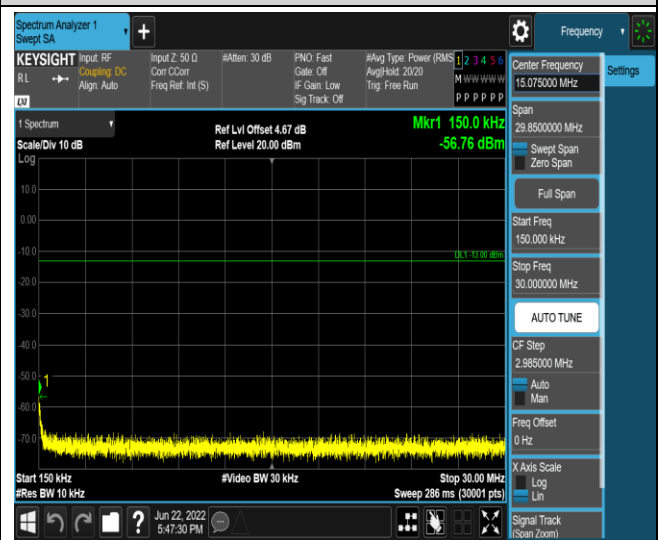 Spectrum Analyzer 1
Swept SA
Frequency
KEYSIGHT Input: RF
RL
Coupling: DC
Align: Auto
LXI
Input Z: 50 Ω
Corr CCorr
Freq Ref: Int (S)
#Atten: 30 dB
PNO: Fast
Gate: Off
IF Gain: Low
Sig Track: Off
#Avg Type: Power (RMS
Avg|Hold: 20/20
Trig: Free Run
1 2 3 4 5 6
M W W W W W
P P P P P P
Center Frequency
15.075000 MHz
Settings
Span
29.8500000 MHz
Swept Span
Zero Span
Full Span
Start Freq
150.000 kHz
Stop Freq
30.000000 MHz
AUTO TUNE
CF Step
2.985000 MHz
Auto
Man
Freq Offset
0 Hz
X Axis Scale
Log
Lin
Signal Track
(Span Zoom)
1 Spectrum
Scale/Div 10 dB
Log
Ref Lvl Offset 4.67 dB
Ref Level 20.00 dBm
Mkr1 150.0 kHz
-56.76 dBm
10.0
0.00
-10.0
DL1 -13.00 dBm
-20.0
-30.0
-40.0
-50.0
1
-60.0
-70.0
Start 150 kHz
#Video BW 30 kHz
Stop 30.00 MHz
#Res BW 10 kHz
Sweep 286 ms (30001 pts)
?
Jun 22, 2022
5:47:30 PM